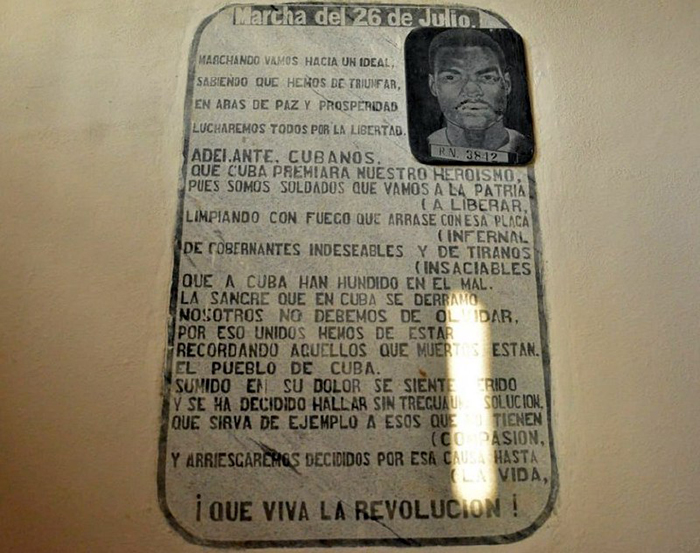 Marcha del 26 de Julio.
MARCHANDO VAMOS HACIA UN IDEAL,
SABIENDO QUE HEMOS DE TRIUNFAR,
EN ARAS DE PAZ Y PROSPERIDAD
LUCHAREMOS TODOS POR LA LIBERTAD.
R.N. 3812
ADELANTE, CUBANOS,
QUE CUBA PREMIARA NUESTRO HEROISMO,
PUES SOMOS SOLDADOS QUE VAMOS A LA PATRIA
(A LIBERAR,
LIMPIANDO CON FUEGO QUE ARRASE CON ESA PLAGA
(INFERNAL
DE GOBERNANTES INDESEABLES Y DE TIRANOS
(INSACIABLES
QUE A CUBA HAN HUNDIDO EN EL MAL.
LA SANGRE QUE EN CUBA SE DERRAMO
NOSOTROS NO DEBEMOS DE OLVIDAR,
POR ESO UNIDOS HEMOS DE ESTAR
RECORDANDO AQUELLOS QUE MUERTOS ESTAN.
EL PUEBLO DE CUBA.
SUMIDO EN SU DOLOR SE SIENTE HERIDO
Y SE HA DECIDIDO HALLAR SIN TREGUA UNA SOLUCION,
QUE SIRVA DE EJEMPLO A ESOS QUE NO TIENEN
(COMPASION,
Y ARRIESGAREMOS DECIDIDOS POR ESA CAUSA HASTA
(LA VIDA,
¡QUE VIVA LA REVOLUCION!